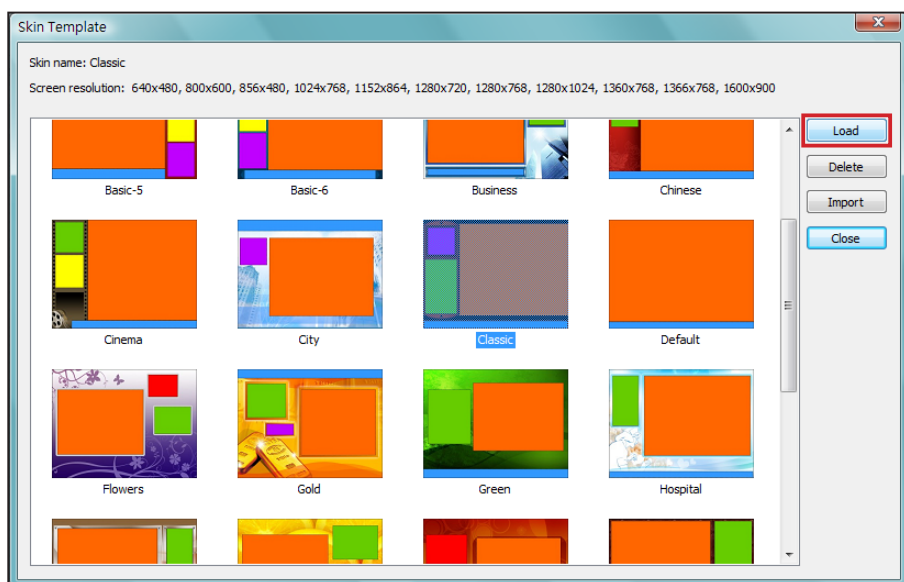 Skin Template
Skin name: Classic
Screen resolution: 640x480, 800x600, 856x480, 1024x768, 1152x864, 1280x720, 1280x768, 1280x1024, 1360x768, 1366x768, 1600x900
Load
Delete
Import
Close
Basic-5 Basic-6 Business Chinese
Cinema City Classic Default
Flowers Gold Green Hospital